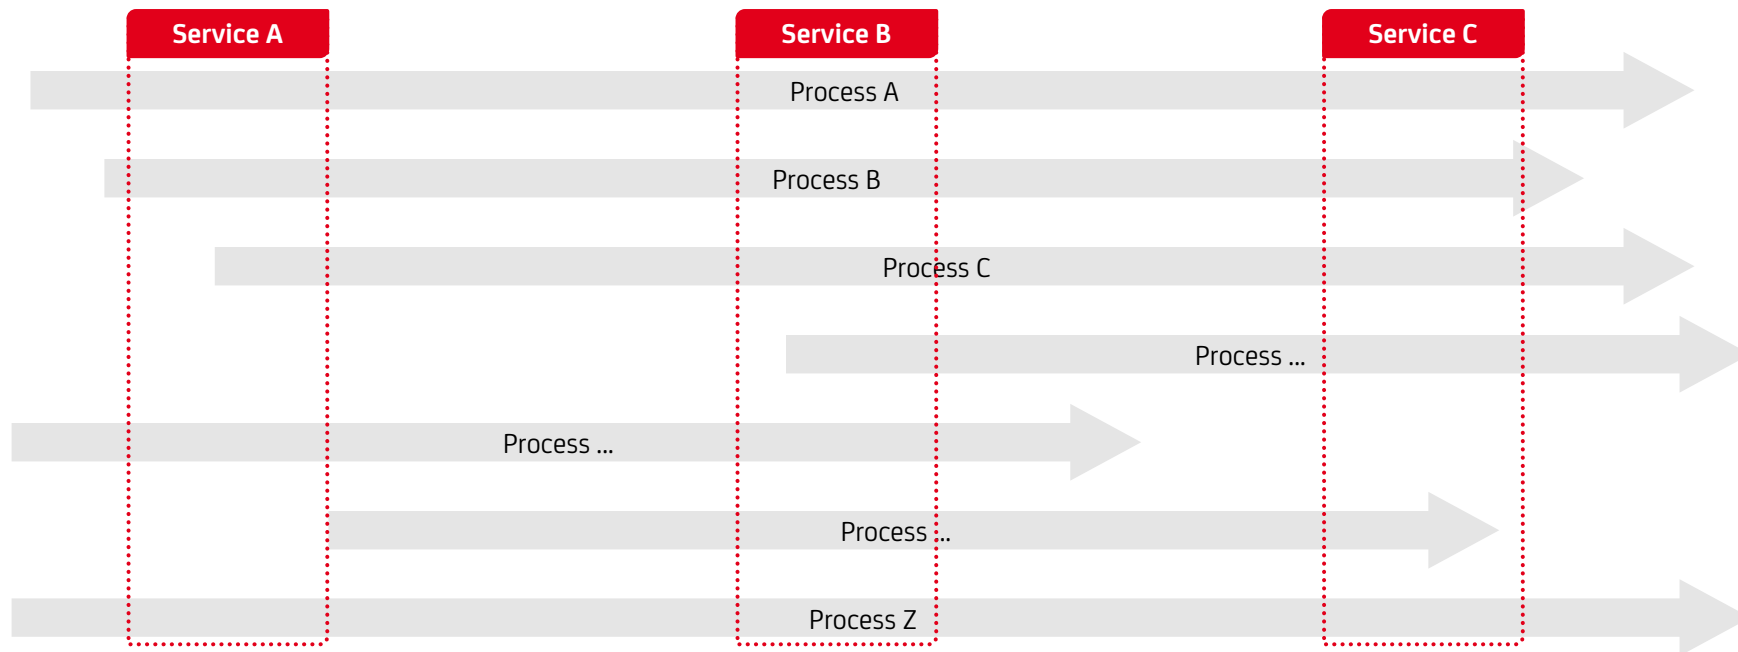 Service A
Service B
Service C
Process A
Process B
Process C
Process ...
Process ...
Process ...
Process Z